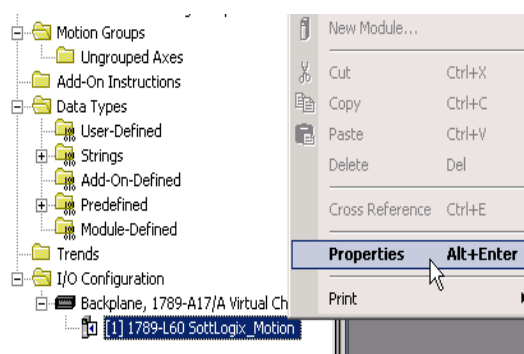 Motion Groups
Ungrouped Axes
Add-On Instructions
Data Types
User-Defined
Strings
Add-On-Defined
Predefined
Module-Defined
Trends
I/O Configuration
Backplane, 1789-A17/A Virtual Ch
[1] 1789-L60 SottLogix_Motion
New Module...
Cut Ctrl+X
Copy Ctrl+C
Paste Ctrl+V
Delete Del
Cross Reference Ctrl+E
Properties Alt+Enter
Print